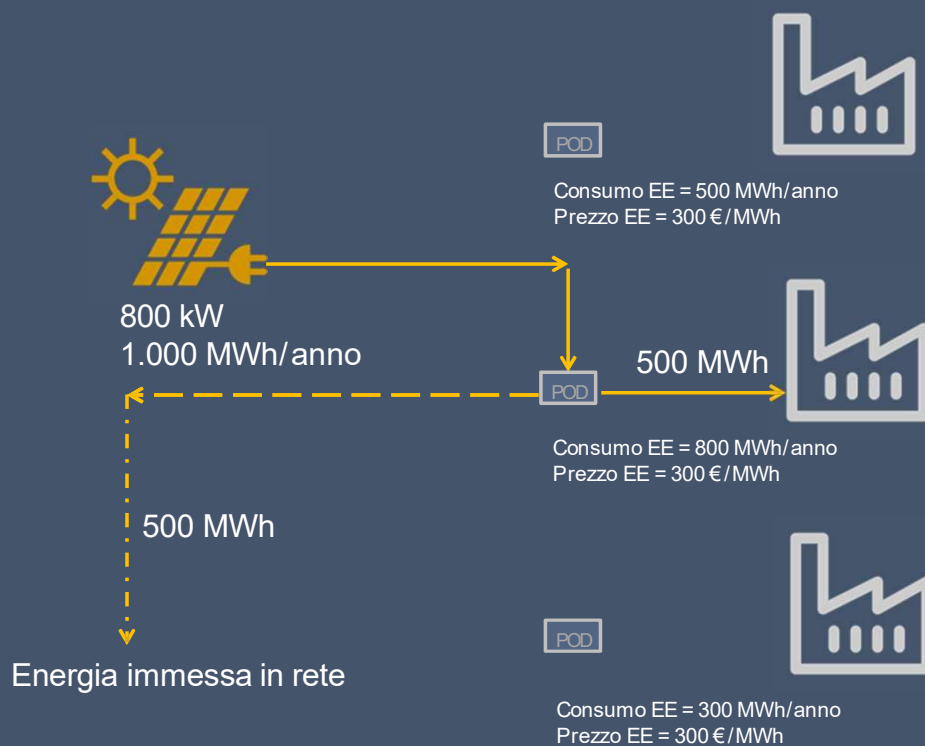 POD
Consumo EE = 500 MWh/anno
Prezzo EE = 300 €/MWh
800 kW
1.000 MWh/anno
500 MWh
POD
Consumo EE = 800 MWh/anno
Prezzo EE = 300 €/MWh
500 MWh
POD
Energia immessa in rete
Consumo EE = 300 MWh/anno
Prezzo EE = 300 €/MWh